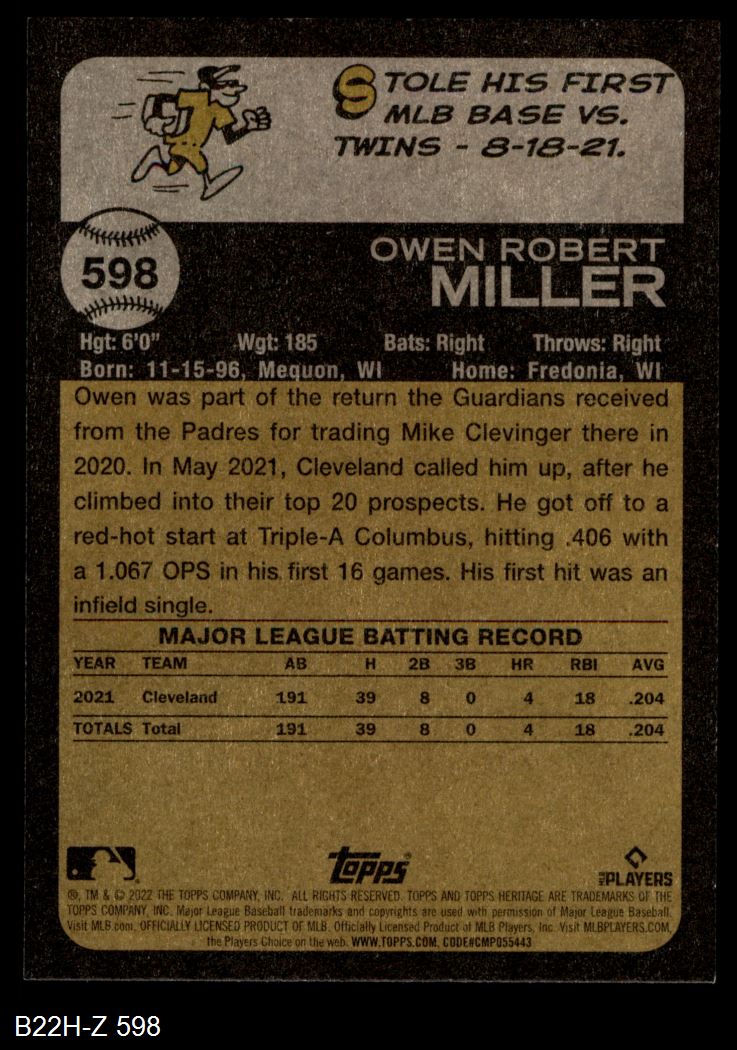 STOLE HIS FIRST
MLB BASE VS.
TWINS - 8-18-21.
598
OWEN ROBERT
MILLER
Hgt: 6'0" Wgt: 185 Bats: Right Throws: Right
Born: 11-15-96, Mequon, WI Home: Fredonia, WI
Owen was part of the return the Guardians received
from the Padres for trading Mike Clevinger there in
2020. In May 2021, Cleveland called him up, after he
climbed into their top 20 prospects. He got off to a
red-hot start at Triple-A Columbus, hitting .406 with
a 1.067 OPS in his first 16 games. His first hit was an
infield single.
MAJOR LEAGUE BATTING RECORD
YEAR TEAM AB H 2B 3B HR RBI AVG
2021 Cleveland 191 39 8 0 4 18 .204
TOTALS Total 191 39 8 0 4 18 .204
topps
MLB PLAYERS
®, TM & © 2022 THE TOPPS COMPANY, INC. ALL RIGHTS RESERVED. TOPPS AND TOPPS HERITAGE ARE TRADEMARKS OF THE
TOPPS COMPANY, INC. Major League Baseball trademarks and copyrights are used with permission of Major League Baseball.
Visit MLB.com. OFFICIALLY LICENSED PRODUCT OF MLB. Officially Licensed Product of MLB Players, Inc. Visit MLBPLAYERS.COM,
the Players Choice on the web. WWW.TOPPS.COM. CODE#CMP055443
B22H-Z 598